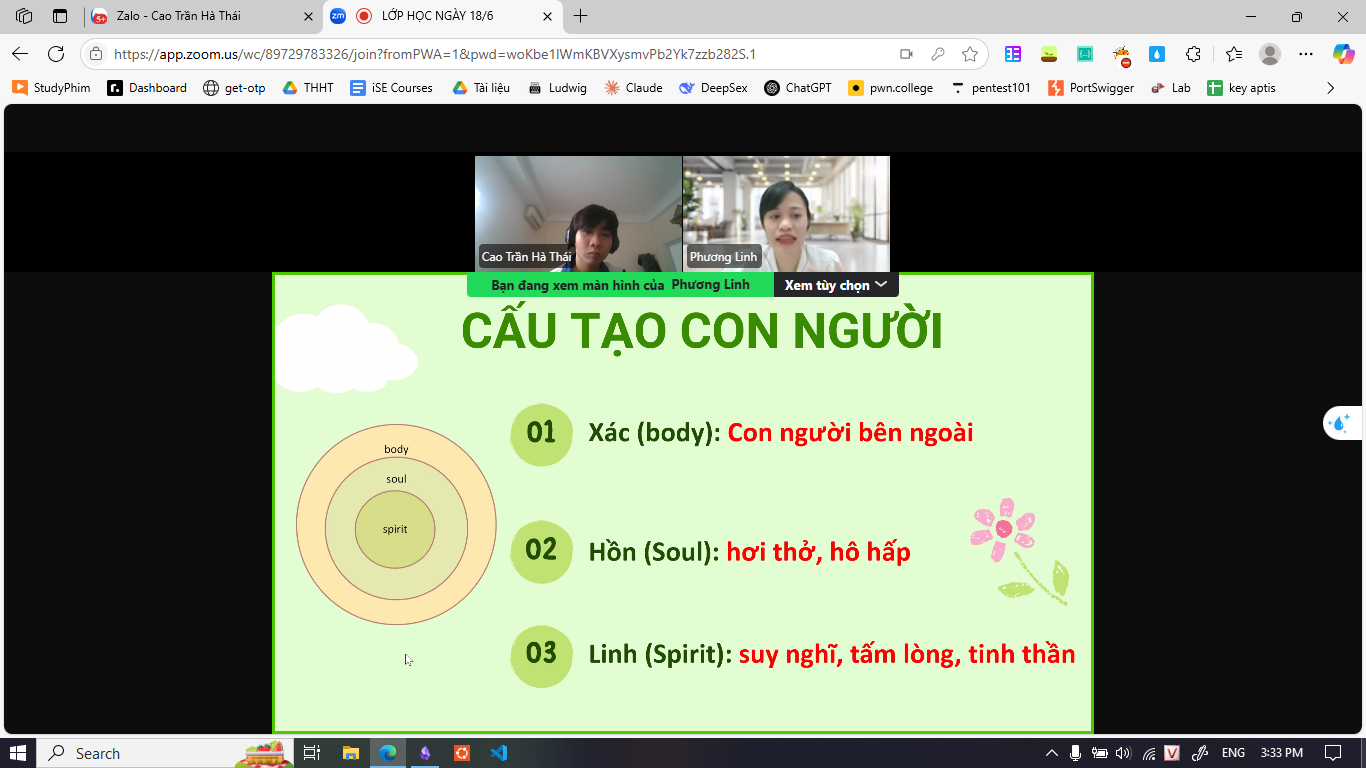 Zalo - Cao Trần Hà Thái
LỚP HỌC NGÀY 18/6
https://app.zoom.us/wc/89729783326/join?fromPWA=1&pwd=woKbe1lWmKBVXysmvPb2Yk7zzb282S.1
StudyPhim Dashboard get-otp THHT iSE Courses Tài liệu Ludwig Claude DeepSex ChatGPT pwn.college pentest101 PortSwigger Lab key aptis
Cao Trần Hà Thái
Phương Linh
Bạn đang xem màn hình của Phương Linh
Xem tùy chọn
CẤU TẠO CON NGƯỜI
body
soul
spirit
01 Xác (body): Con người bên ngoài
02 Hồn (Soul): hơi thở, hô hấp
03 Linh (Spirit): suy nghĩ, tấm lòng, tinh thần
Search
ENG 3:33 PM